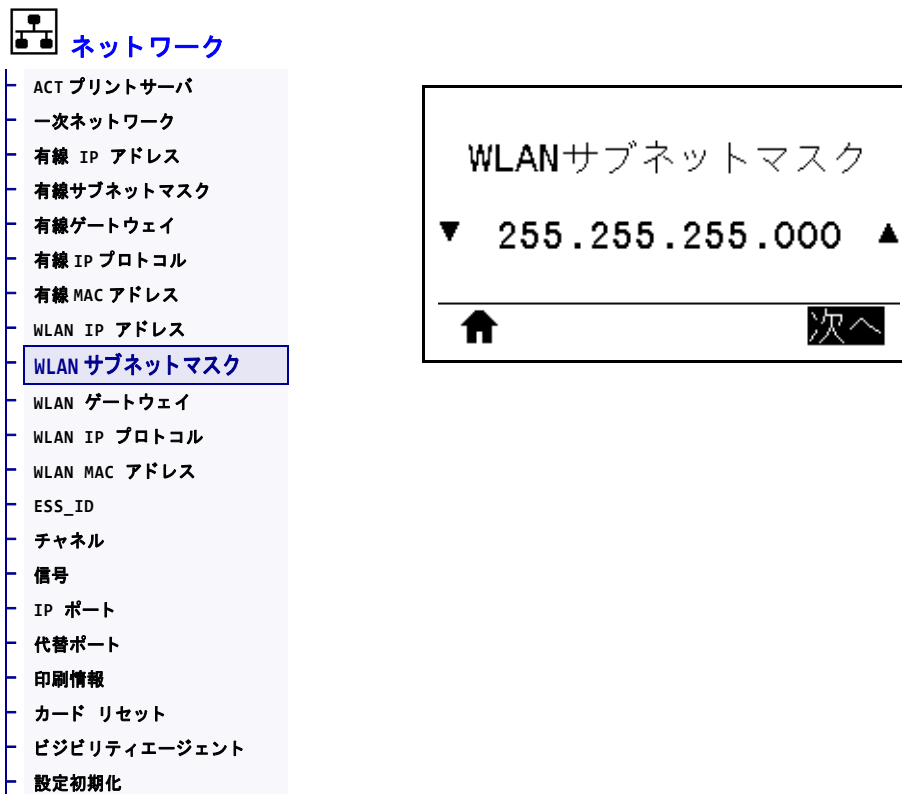 ネットワーク
ACT プリントサーバ
一次ネットワーク
有線 IP アドレス
有線サブネットマスク
有線ゲートウェイ
有線 IP プロトコル
有線 MAC アドレス
WLAN IP アドレス
WLAN サブネットマスク
WLAN ゲートウェイ
WLAN IP プロトコル
WLAN MAC アドレス
ESS_ID
チャネル
信号
IP ポート
代替ポート
印刷情報
カード リセット
ビジビリティエージェント
設定初期化
WLANサブネットマスク
▼ 255.255.255.000 ▲
次へ